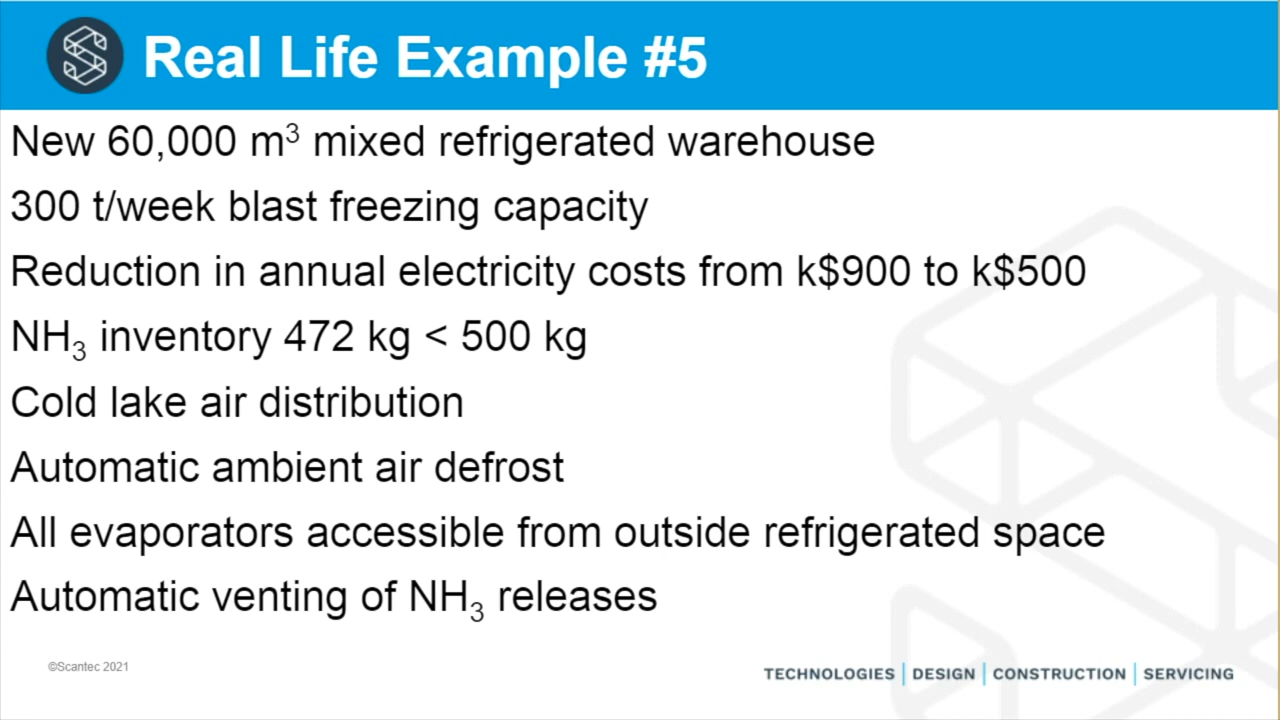 Real Life Example #5
New 60,000 m³ mixed refrigerated warehouse
300 t/week blast freezing capacity
Reduction in annual electricity costs from k$900 to k$500
NH₃ inventory 472 kg < 500 kg
Cold lake air distribution
Automatic ambient air defrost
All evaporators accessible from outside refrigerated space
Automatic venting of NH₃ releases
©Scantec 2021
TECHNOLOGIES | DESIGN | CONSTRUCTION | SERVICING